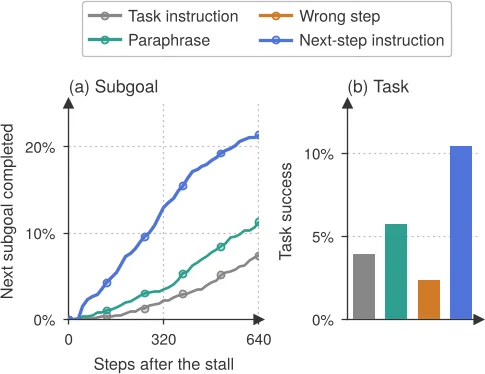 Task instruction
Wrong step
Paraphrase
Next-step instruction
(a) Subgoal
(b) Task
Next subgoal completed
20%
10%
0%
0
320
640
Steps after the stall
Task success
10%
5%
0%